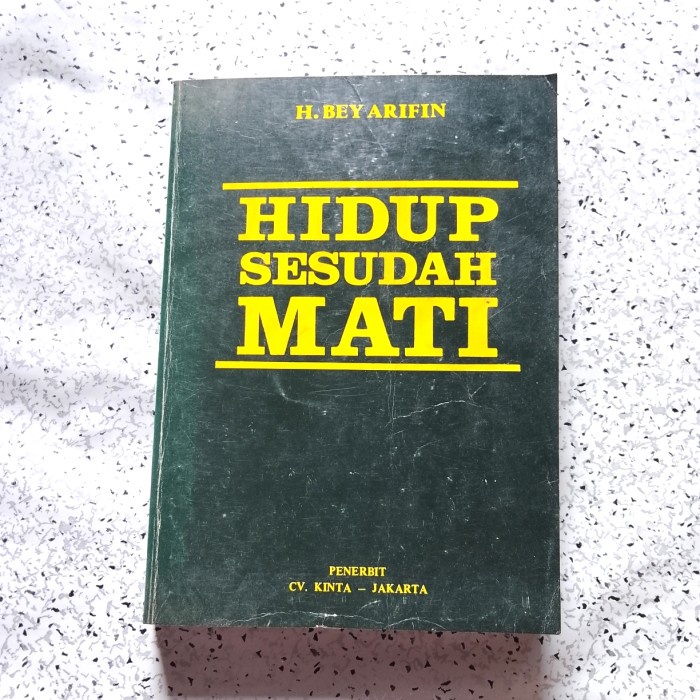 H. BEY ARIFIN
HIDUP
SESUDAH
MATI
PENERBIT
CV. KINTA – JAKARTA